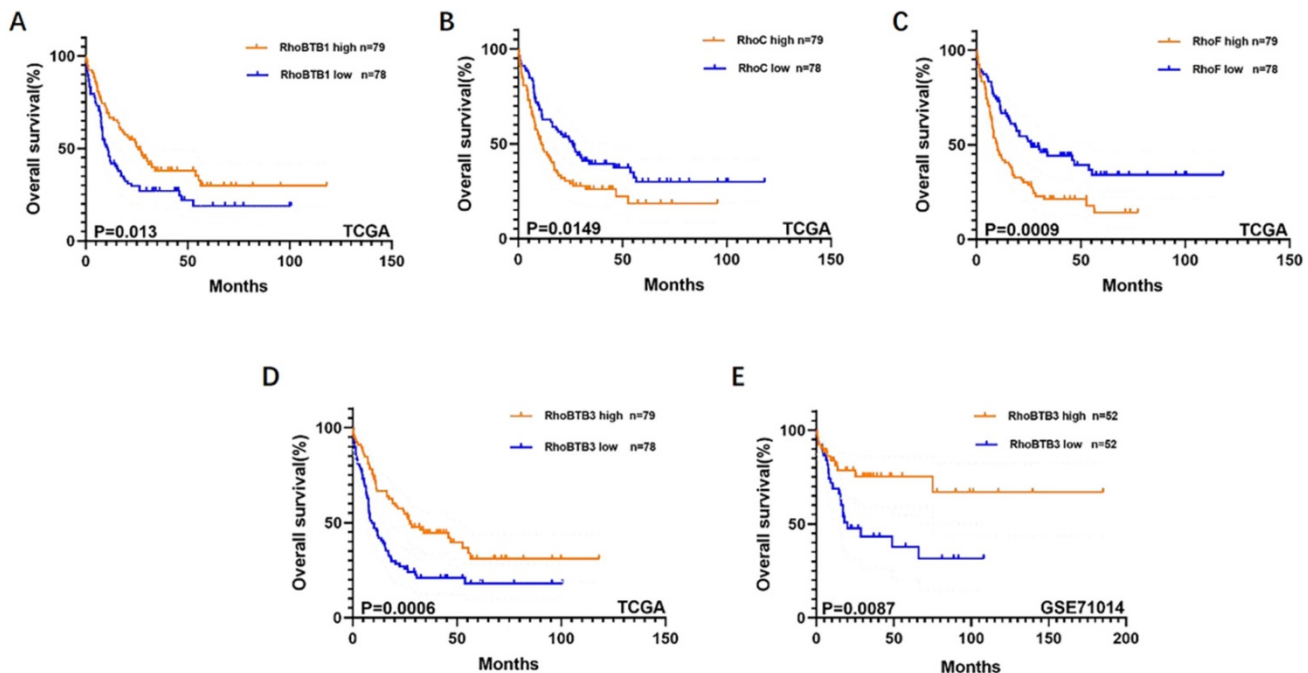 A
RhoBTB1 high n=79
RhoBTB1 low n=78
Overall survival(%)
100
50
0
P=0.013
TCGA
0 50 100 150
Months
B
RhoC high n=79
RhoC low n=78
Overall survival(%)
100
50
0
P=0.0149
TCGA
0 50 100 150
Months
C
RhoF high n=79
RhoF low n=78
Overall survival(%)
100
50
0
P=0.0009
TCGA
0 50 100 150
Months
D
RhoBTB3 high n=79
RhoBTB3 low n=78
Overall survival(%)
100
50
0
P=0.0006
TCGA
0 50 100 150
Months
E
RhoBTB3 high n=52
RhoBTB3 low n=52
Overall survival(%)
100
50
0
P=0.0087
GSE71014
0 50 100 150 200
Months